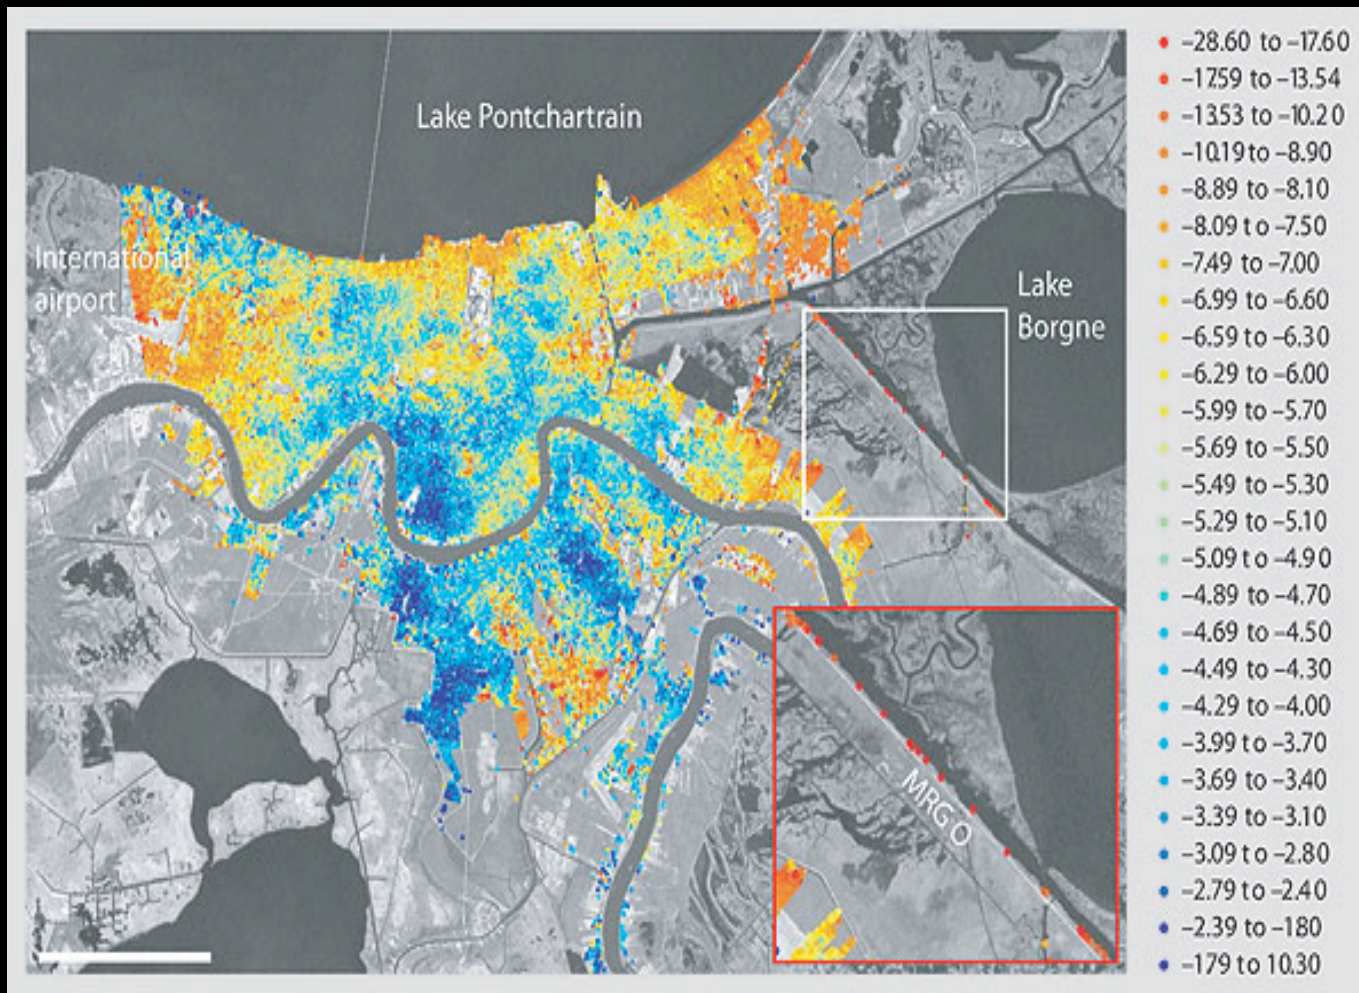 Lake Pontchartrain
International
airport
Lake
Borgne
MRGO
−28.60 to −17.60
−1759 to −13.54
−1353 to −10.20
−10.19 to −8.90
−8.89 to −8.10
−8.09 to −7.50
−7.49 to −7.00
−6.99 to −6.60
−6.59 to −6.30
−6.29 to −6.00
−5.99 to −5.70
−5.69 to −5.50
−5.49 to −5.30
−5.29 to −5.10
−5.09 to −4.90
−4.89 to −4.70
−4.69 to −4.50
−4.49 to −4.30
−4.29 to −4.00
−3.99 to −3.70
−3.69 to −3.40
−3.39 to −3.10
−3.09 to −2.80
−2.79 to −2.40
−2.39 to −180
−179 to 10.30